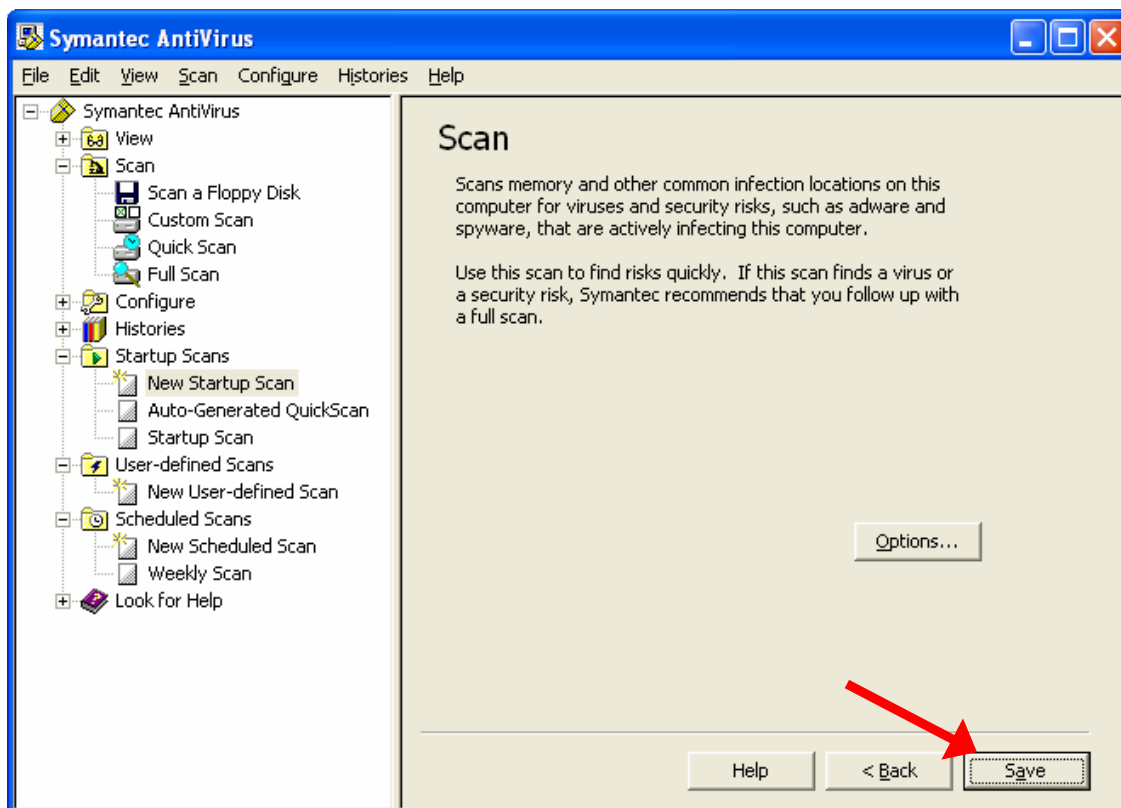 Symantec AntiVirus
File Edit View Scan Configure Histories Help
Symantec AntiVirus
View
Scan
Scan a Floppy Disk
Custom Scan
Quick Scan
Full Scan
Configure
Histories
Startup Scans
New Startup Scan
Auto-Generated QuickScan
Startup Scan
User-defined Scans
New User-defined Scan
Scheduled Scans
New Scheduled Scan
Weekly Scan
Look for Help
Scan
Scans memory and other common infection locations on this
computer for viruses and security risks, such as adware and
spyware, that are actively infecting this computer.
Use this scan to find risks quickly. If this scan finds a virus or
a security risk, Symantec recommends that you follow up with
a full scan.
Options...
Help
< Back
Save